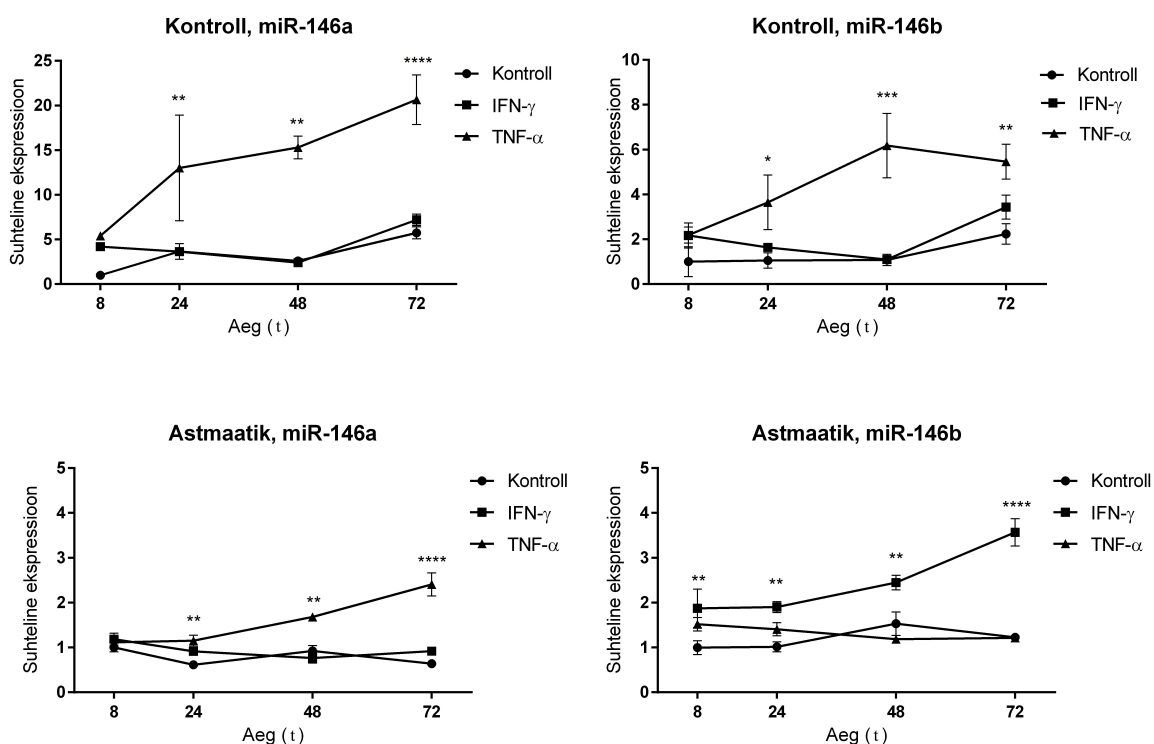 Kontroll, miR-146a
Suhteline ekspressioon
25
20
15
10
5
0
**
**
****
8 24 48 72
Aeg (t)
Kontroll
IFN-γ
TNF-α
Kontroll, miR-146b
Suhteline ekspressioon
10
8
6
4
2
0
*
***
**
8 24 48 72
Aeg (t)
Kontroll
IFN-γ
TNF-α
Astmaatik, miR-146a
Suhteline ekspressioon
5
4
3
2
1
0
**
**
****
8 24 48 72
Aeg (t)
Kontroll
IFN-γ
TNF-α
Astmaatik, miR-146b
Suhteline ekspressioon
5
4
3
2
1
0
**
**
**
****
8 24 48 72
Aeg (t)
Kontroll
IFN-γ
TNF-α